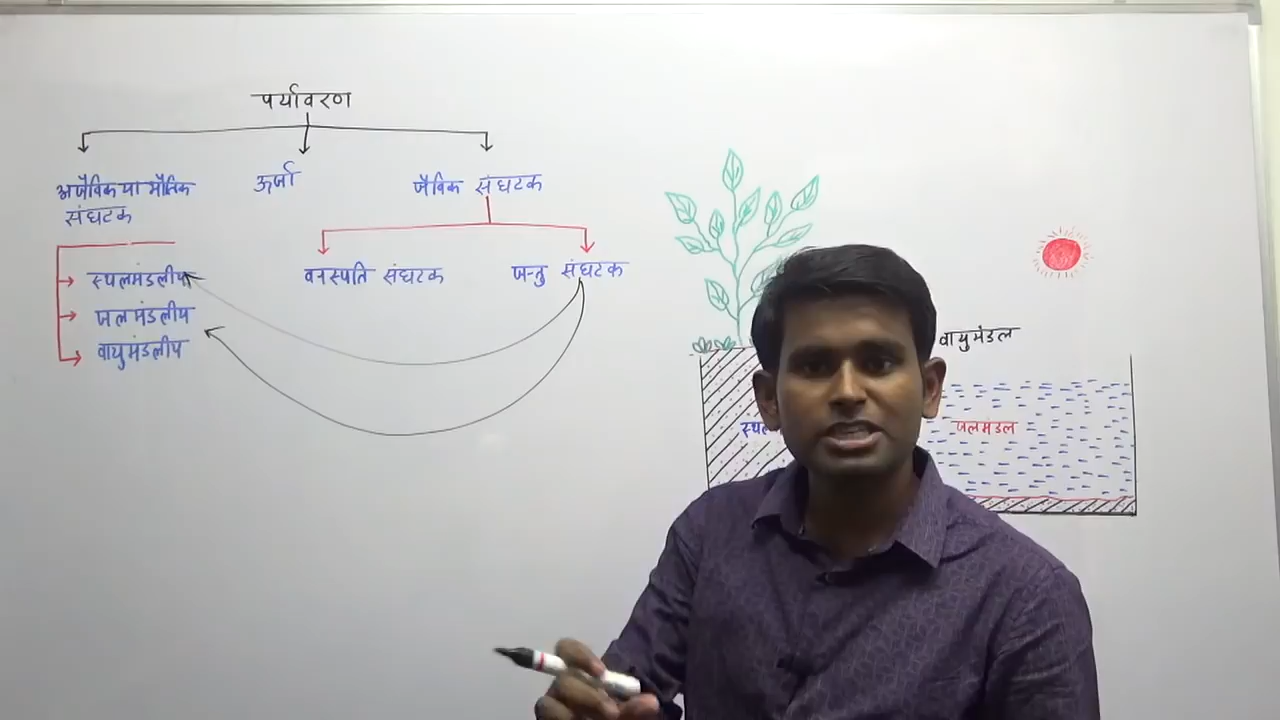 पर्यावरण
अजैविक या भौतिक
संघटक
ऊर्जा
जैविक संघटक
स्थलमंडलीय
जलमंडलीय
वायुमंडलीय
वनस्पति संघटक
जन्तु संघटक
वायुमंडल
जलमंडल